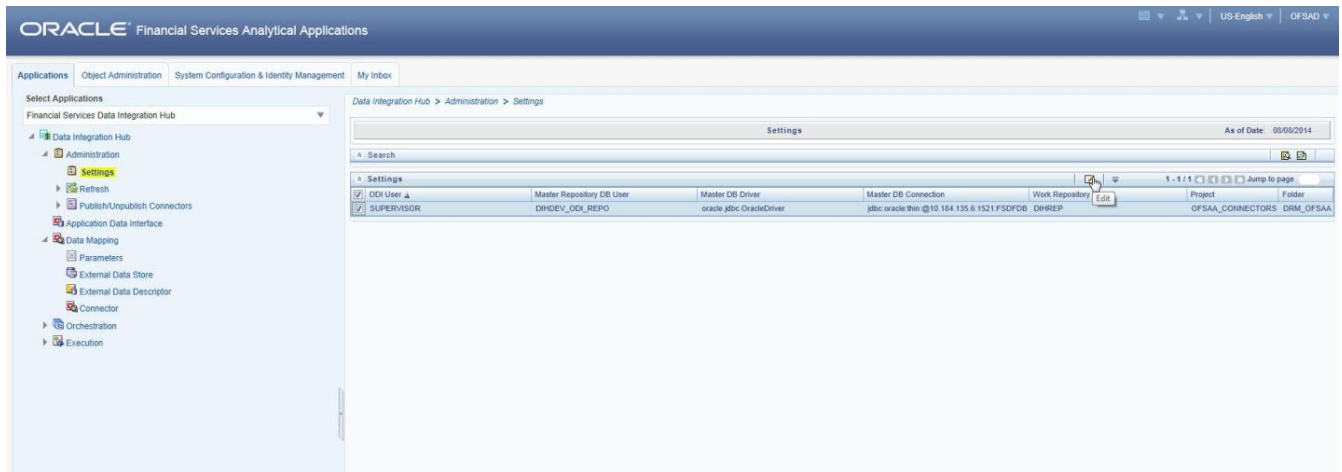 US-English OFSAD
ORACLE® Financial Services Analytical Applications
Applications Object Administration System Configuration & Identity Management My Inbox
Select Applications
Financial Services Data Integration Hub
Data Integration Hub
Administration
Settings
Refresh
Publish/Unpublish Connectors
Application Data Interface
Data Mapping
Parameters
External Data Store
External Data Descriptor
Connector
Orchestration
Execution
Data Integration Hub > Administration > Settings
Settings As of Date: 08/08/2014
Search
Settings 1 - 1 / 1 Jump to page
ODI User Master Repository DB User Master DB Driver Master DB Connection Work Repository Project Folder
SUPERVISOR DIHDEV_ODI_REPO oracle.jdbc.OracleDriver jdbc:oracle:thin:@10.184.135.6:1521:FSDFDB DIHREP OFSAA_CONNECTORS DRM_OFSAA
Edit